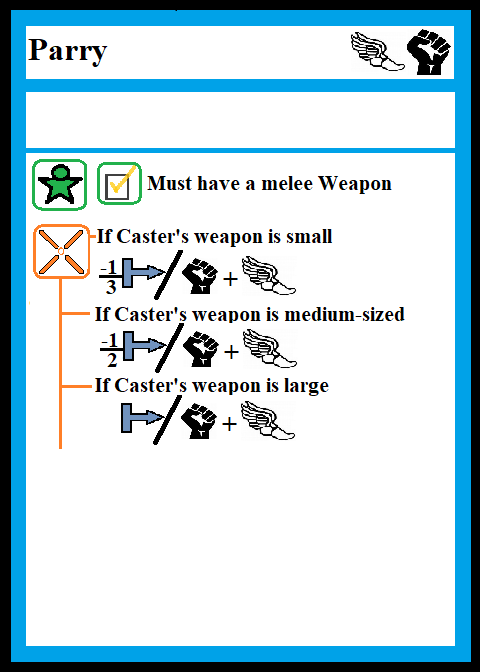 Parry
Must have a melee Weapon
If Caster's weapon is small
-1
3
+
If Caster's weapon is medium-sized
-1
2
+
If Caster's weapon is large
+